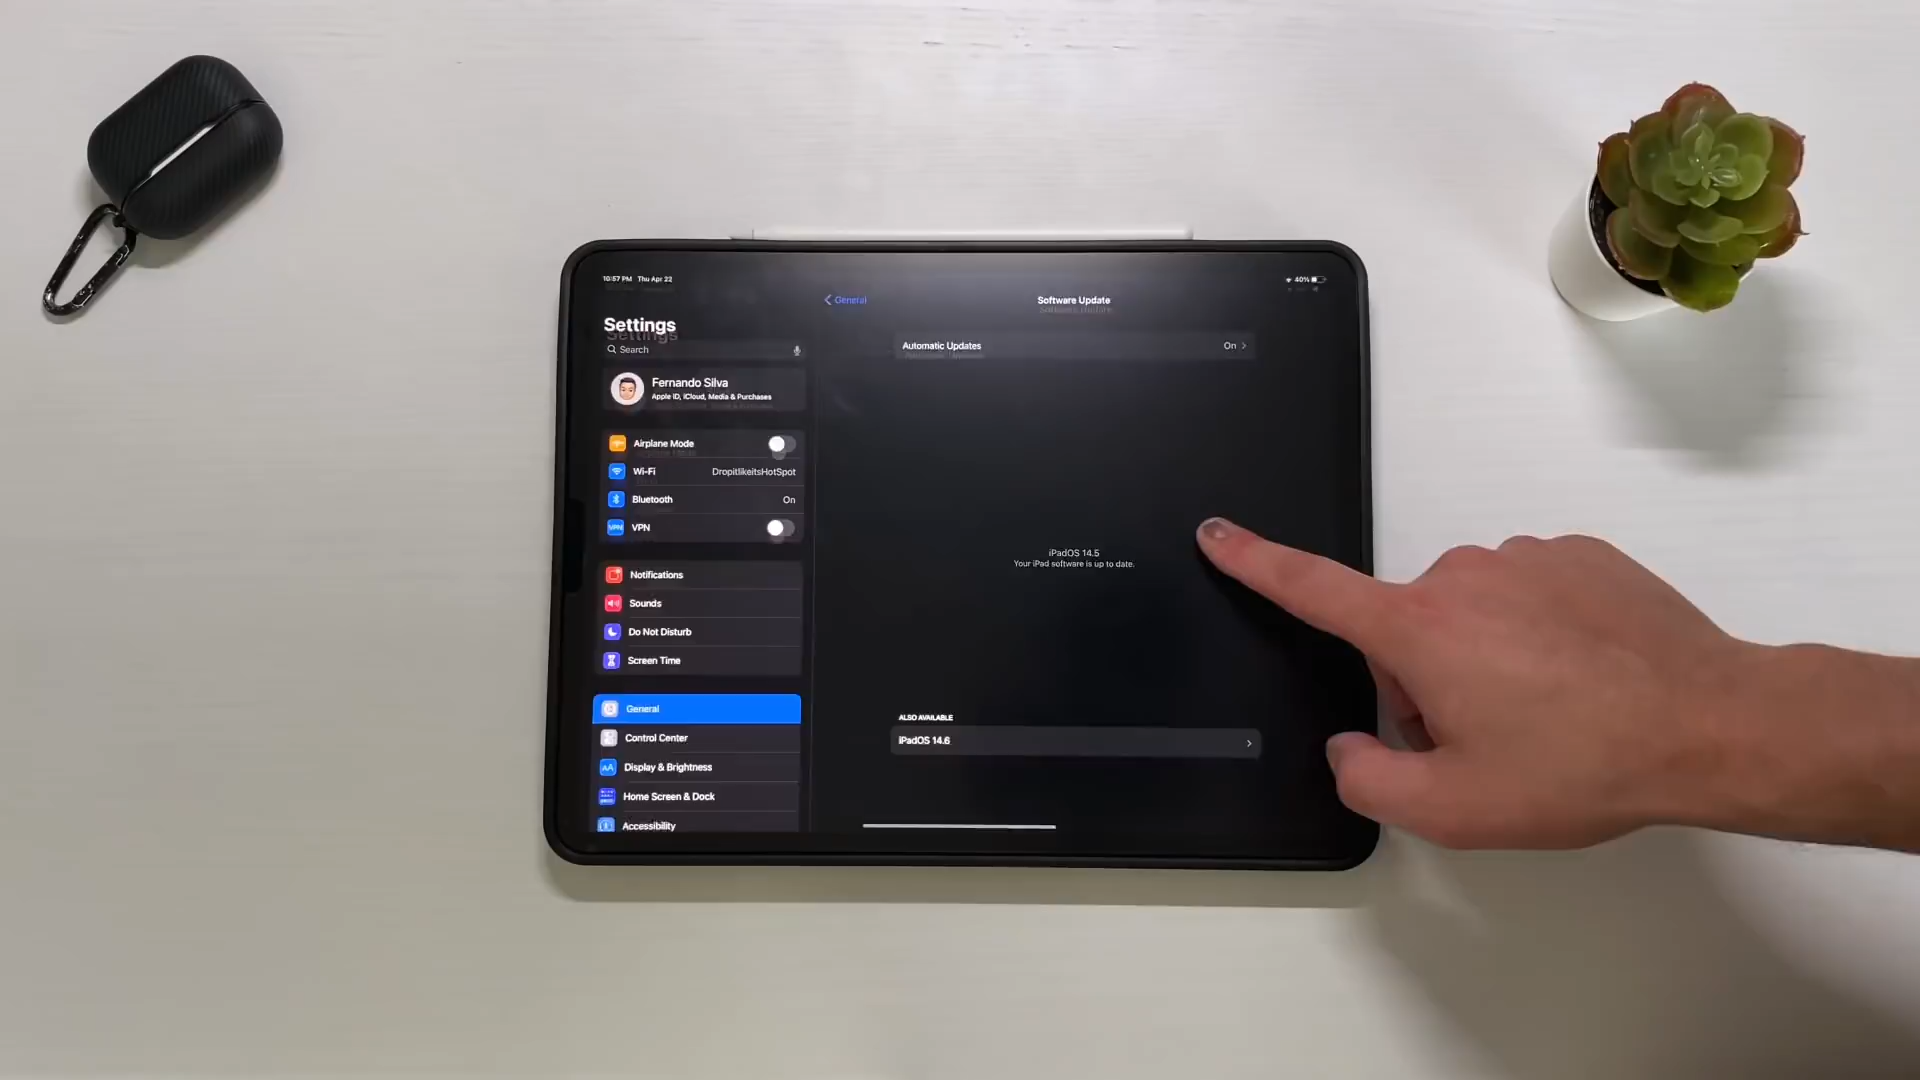 10:57 PM Thu Apr 22
40%
Settings
Search
Fernando Silva
Apple ID, iCloud, Media & Purchases
Airplane Mode
Wi-Fi DropitlikeitsHotSpot
Bluetooth On
VPN VPN
Notifications
Sounds
Do Not Disturb
Screen Time
General
Control Center
AA Display & Brightness
Home Screen & Dock
Accessibility
General
Software Update
Automatic Updates On
iPadOS 14.5
Your iPad software is up to date.
ALSO AVAILABLE
iPadOS 14.6